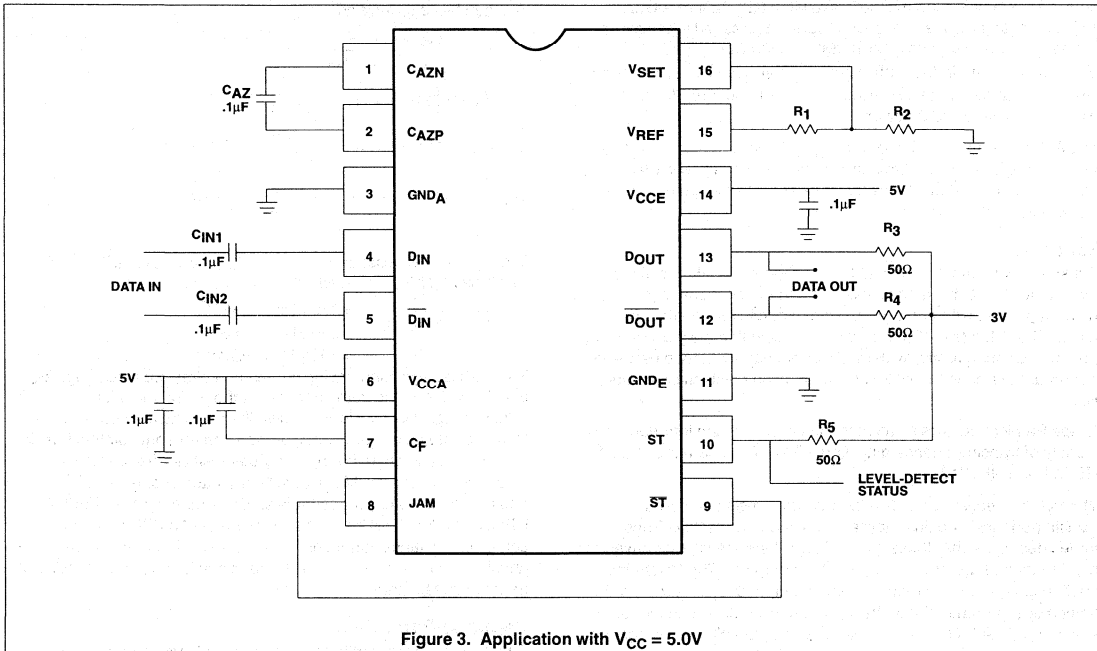 1 CAZN
CAZ
.1µF
2 CAZP
3 GNDA
CIN1
.1µF
4 DIN
DATA IN
CIN2
.1µF
5 D̅I̅N̅
5V
6 VCCA
.1µF .1µF
7 CF
8 JAM
VSET 16
VREF 15
R1 R2
VCCE 14
5V
.1µF
DOUT 13
R3
50Ω
DATA OUT
D̅O̅U̅T̅ 12
R4
50Ω
3V
GNDE 11
ST 10
R5
50Ω
LEVEL-DETECT
STATUS
S̅T̅ 9
Figure 3. Application with VCC = 5.0V